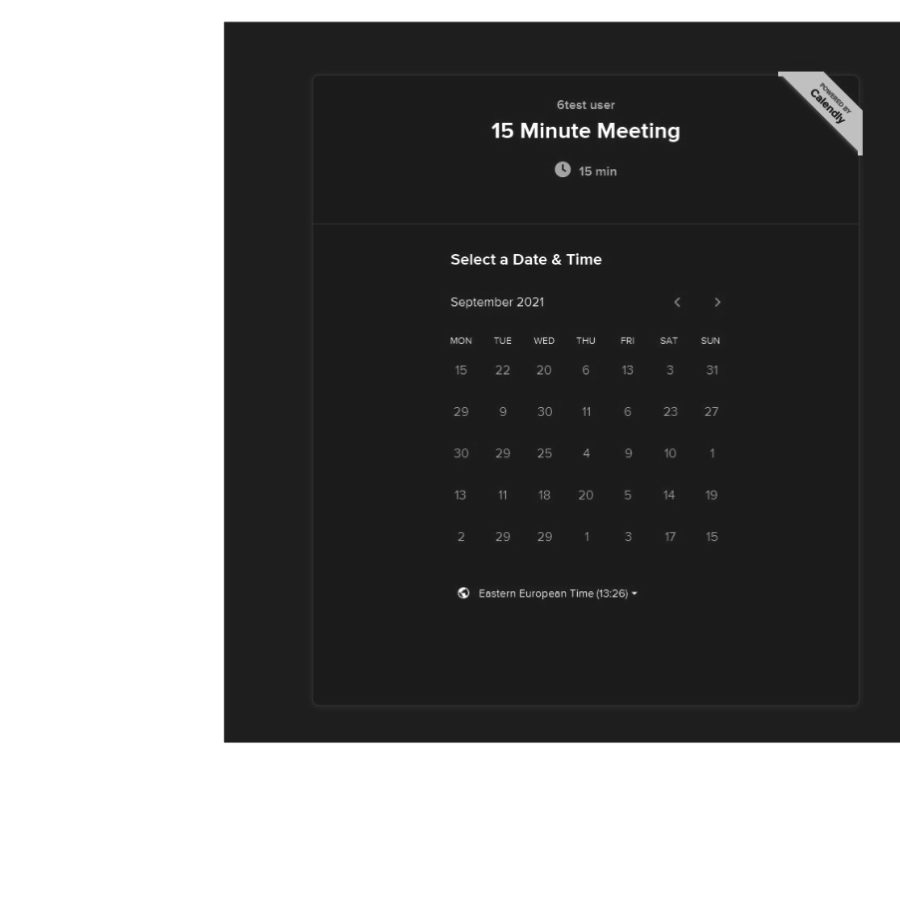 POWERED BY
Calendly
6test user
15 Minute Meeting
15 min
Select a Date & Time
September 2021
MON TUE WED THU FRI SAT SUN
15 22 20 6 13 3 31
29 9 30 11 6 23 27
30 29 25 4 9 10 1
13 11 18 20 5 14 19
2 29 29 1 3 17 15
Eastern European Time (13:26)